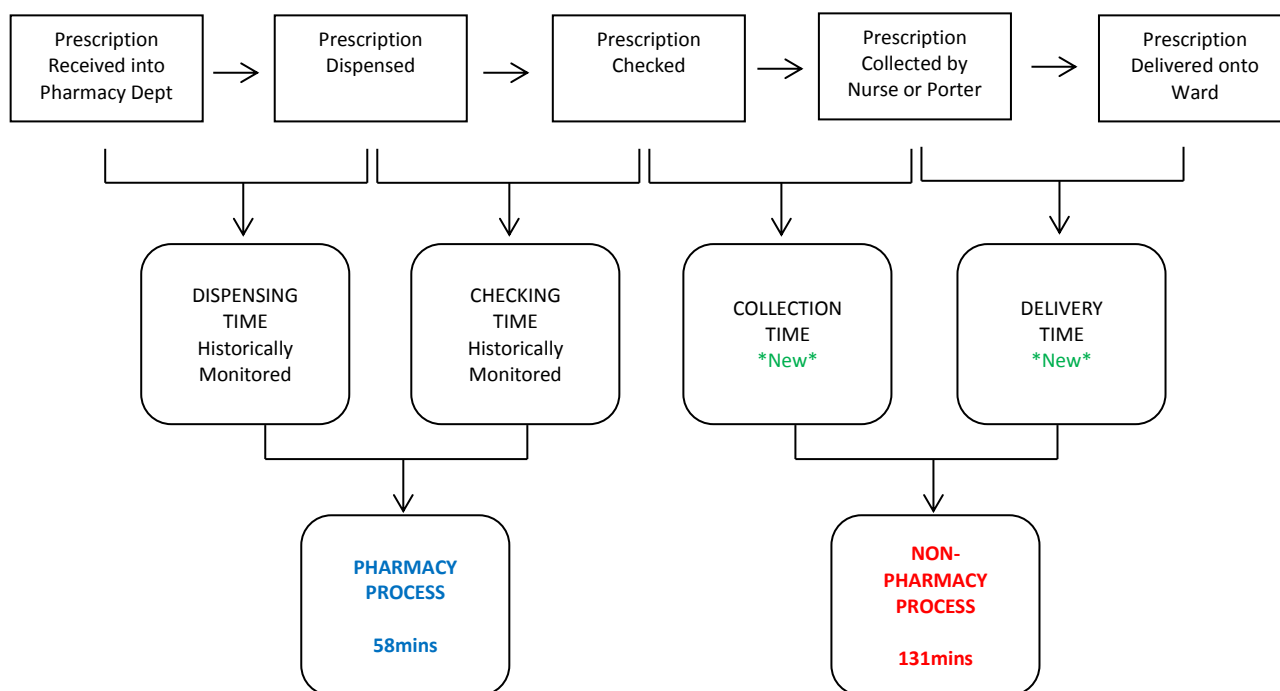 Prescription
Received into
Pharmacy Dept
Prescription
Dispensed
Prescription
Checked
Prescription
Collected by
Nurse or Porter
Prescription
Delivered onto
Ward
DISPENSING
TIME
Historically
Monitored
CHECKING
TIME
Historically
Monitored
COLLECTION
TIME
*New*
DELIVERY
TIME
*New*
PHARMACY
PROCESS
58mins
NON-
PHARMACY
PROCESS
131mins